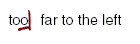 too far to the left